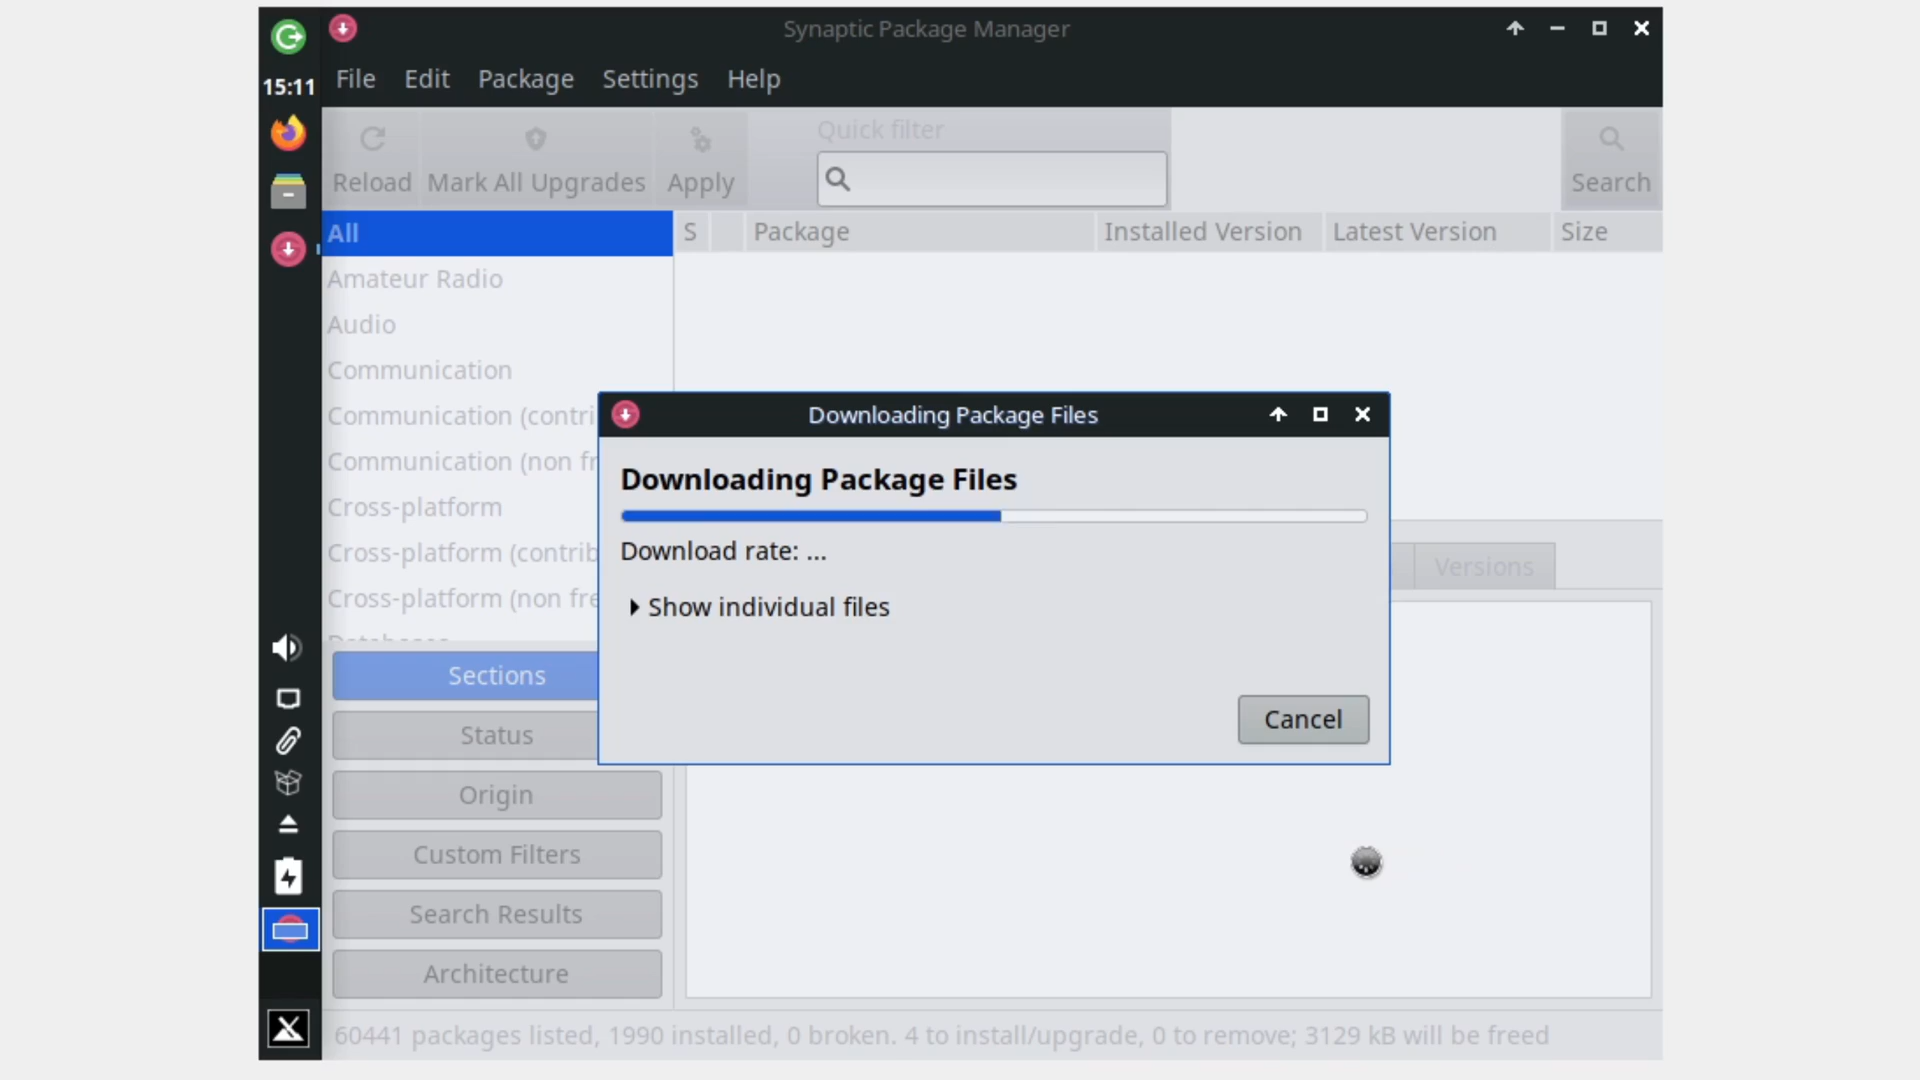 Synaptic Package Manager
15:11
File Edit Package Settings Help
Quick filter
Reload Mark All Upgrades Apply Search
All
S Package Installed Version Latest Version Size
Amateur Radio
Audio
Communication
Communication (contri
Communication (non fr
Cross-platform
Cross-platform (contrib
Cross-platform (non fre
Databases
Downloading Package Files
Downloading Package Files
Download rate: ...
Show individual files
Cancel
Versions
Sections
Status
Origin
Custom Filters
Search Results
Architecture
60441 packages listed, 1990 installed, 0 broken. 4 to install/upgrade, 0 to remove; 3129 kB will be freed